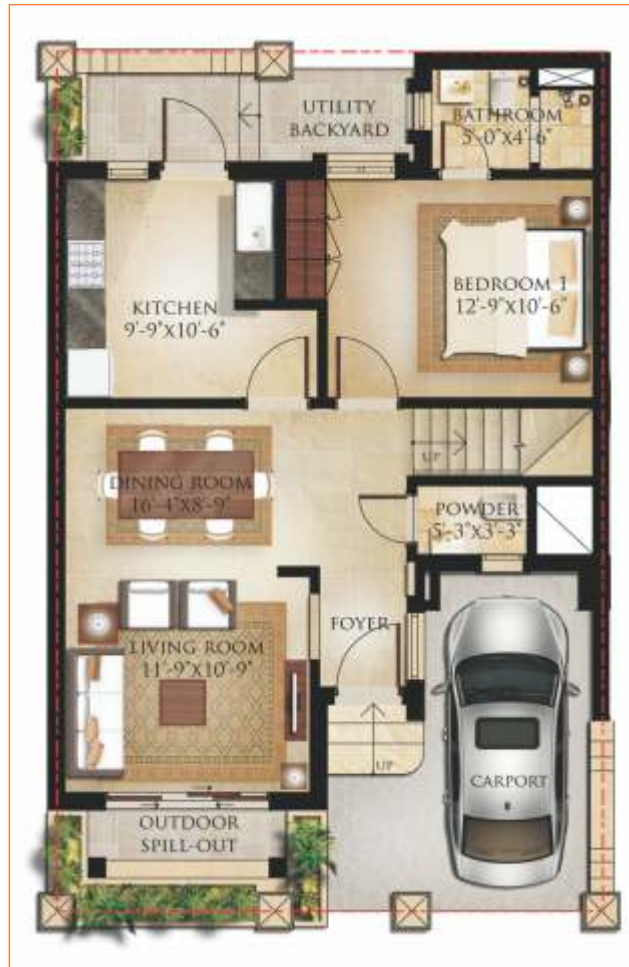 UTILITY
BACKYARD
BATHROOM
5'-0"X4'-6"
KITCHEN
9'-9"X10'-6"
BEDROOM 1
12'-9"X10'-6"
DINING ROOM
16'-4"X8'-9"
UP
POWDER
5'-3"X3'-3"
FOYER
LIVING ROOM
11'-9"X10'-9"
UP
CARPORT
OUTDOOR
SPILL-OUT